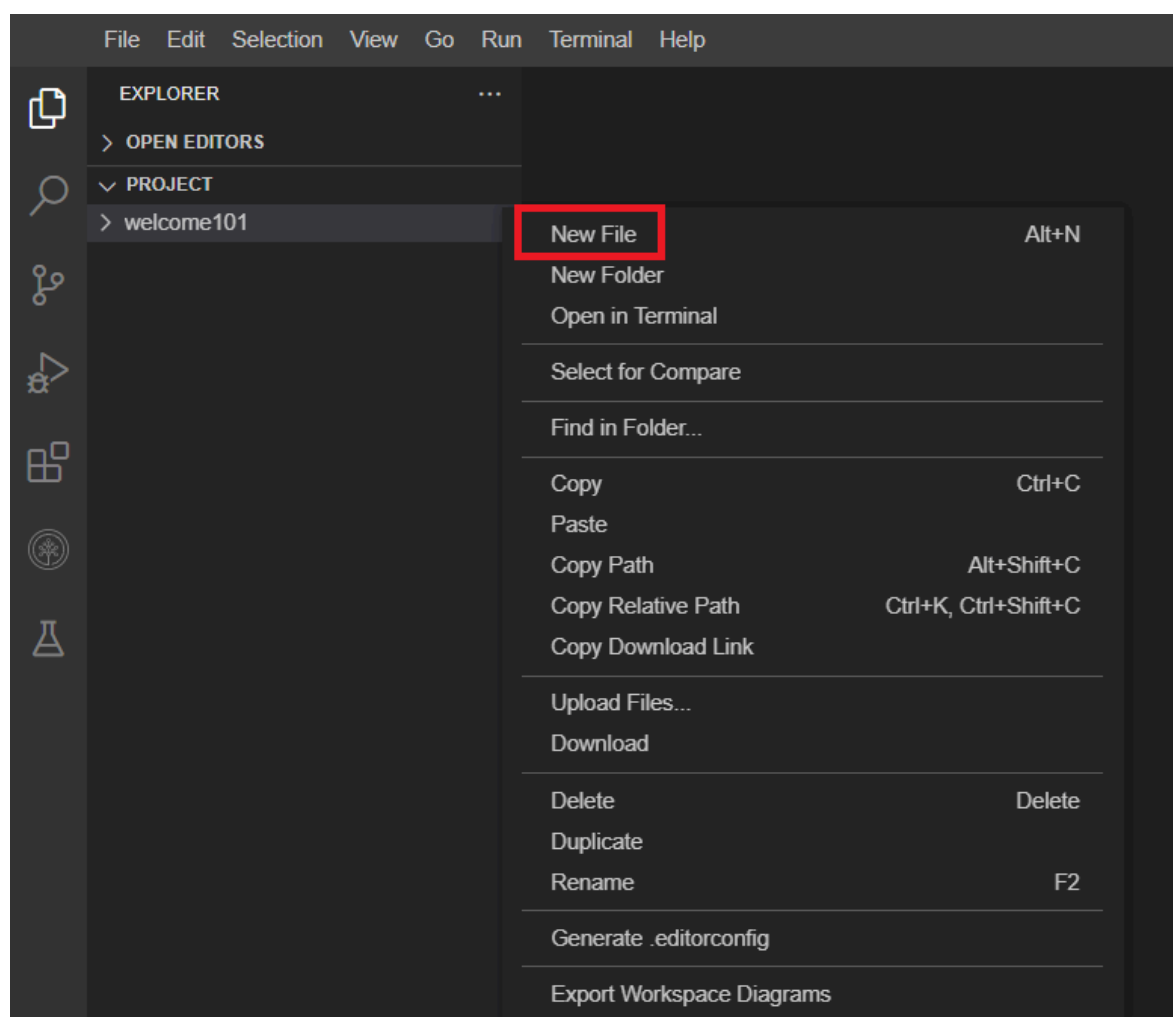 File Edit Selection View Go Run Terminal Help
EXPLORER ...
OPEN EDITORS
PROJECT
welcome101
New File Alt+N
New Folder
Open in Terminal
Select for Compare
Find in Folder...
Copy Ctrl+C
Paste
Copy Path Alt+Shift+C
Copy Relative Path Ctrl+K, Ctrl+Shift+C
Copy Download Link
Upload Files...
Download
Delete Delete
Duplicate
Rename F2
Generate .editorconfig
Export Workspace Diagrams